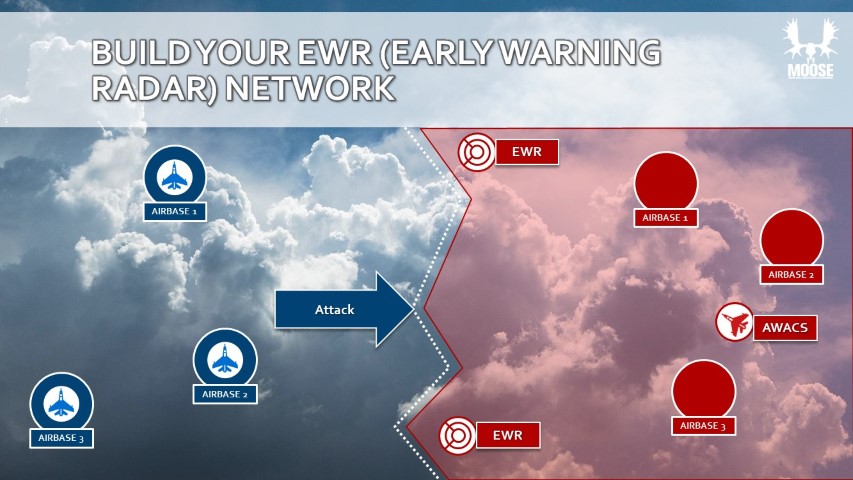 BUILD YOUR EWR (EARLY WARNING
RADAR) NETWORK
MOOSE
EWR
AIRBASE 1
AIRBASE 1
AIRBASE 2
Attack
AWACS
AIRBASE 2
AIRBASE 3
AIRBASE 3
EWR